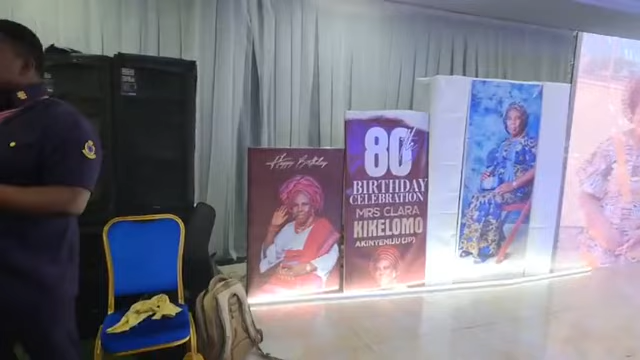 Happy Birthday
80th
BIRTHDAY
CELEBRATION
MRS CLARA
KIKELOMO
AKINYEMIJU (JP)